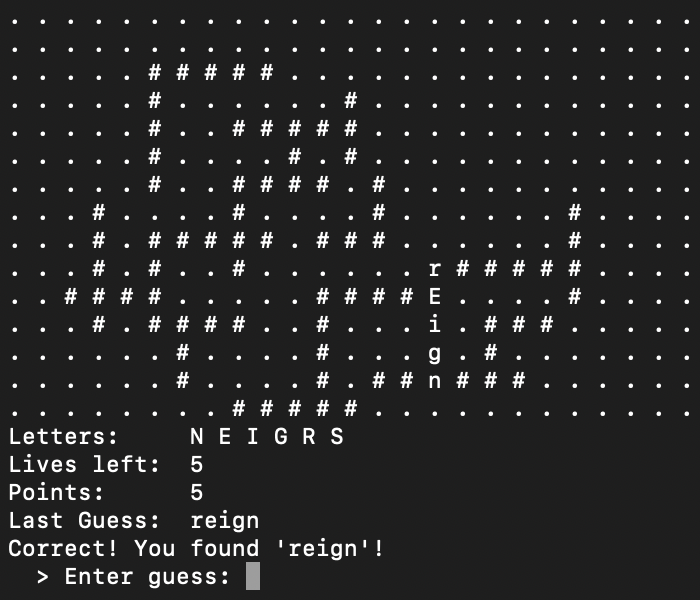 . . . . . . . . . . . . . . . . . . . . . . . . .
. . . . . . . . . . . . . . . . . . . . . . . . .
. . . . . # # # # # . . . . . . . . . . . . . . .
. . . . . # . . . . . . # . . . . . . . . . . . .
. . . . . # . . # # # # # . . . . . . . . . . . .
. . . . . # . . . . # . # . . . . . . . . . . . .
. . . . . # . . # # # # . # . . . . . . . . . . .
. . . # . . . . # . . . . # . . . . . . # . . . .
. . . # . # # # # # . # # # . . . . . . # . . . .
. . . # . # . . # . . . . . . r # # # # # . . . .
. . # # # # . . . . . # # # # E . . . . # . . . .
. . . # . # # # # . . # . . . i . # # # . . . . .
. . . . . . # . . . . # . . . g . # . . . . . . .
. . . . . . # . . . . # . # # n # # # . . . . . .
. . . . . . . . # # # # # . . . . . . . . . . . .
Letters:     N E I G R S
Lives left:  5
Points:      5
Last Guess:  reign
Correct! You found 'reign'!
  > Enter guess: